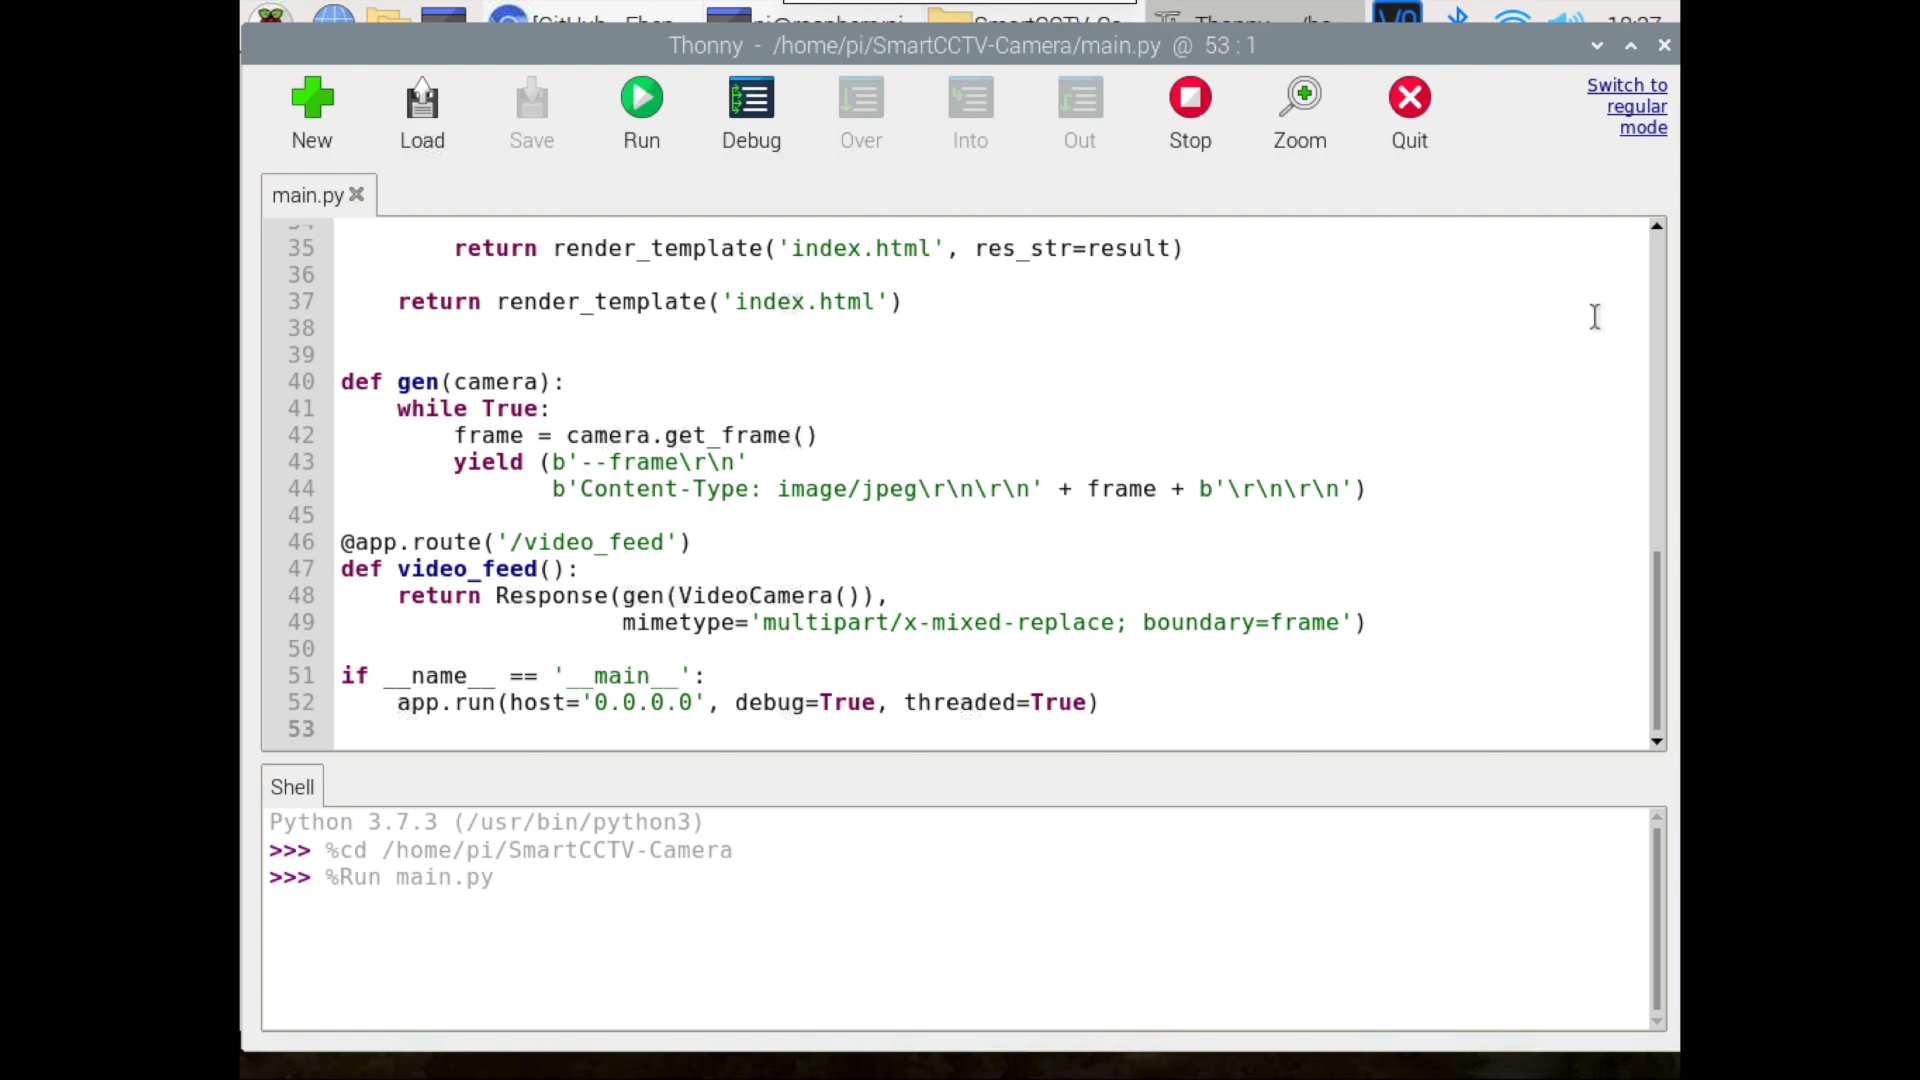 Thonny - /home/pi/SmartCCTV-Camera/main.py @ 53 : 1
New
Load
Save
Run
Debug
Over
Into
Out
Stop
Zoom
Quit
Switch to
regular
mode
main.py
35 return render_template('index.html', res_str=result)
36
37 return render_template('index.html')
38
39
40 def gen(camera):
41 while True:
42 frame = camera.get_frame()
43 yield (b'--frame\r\n'
44 b'Content-Type: image/jpeg\r\n\r\n' + frame + b'\r\n\r\n')
45
46 @app.route('/video_feed')
47 def video_feed():
48 return Response(gen(VideoCamera()),
49 mimetype='multipart/x-mixed-replace; boundary=frame')
50
51 if __name__ == '__main__':
52 app.run(host='0.0.0.0', debug=True, threaded=True)
53
Shell
Python 3.7.3 (/usr/bin/python3)
>>> %cd /home/pi/SmartCCTV-Camera
>>> %Run main.py